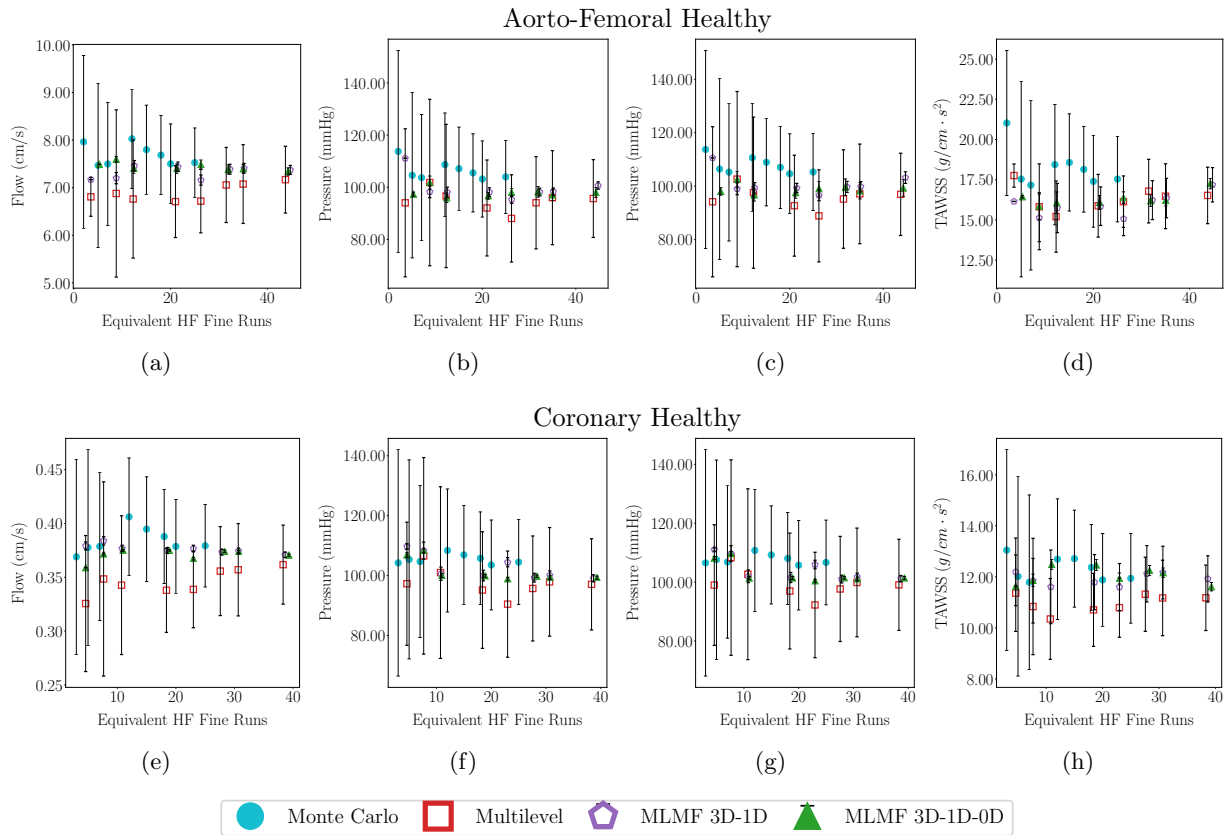 Aorto-Femoral Healthy
10.00
9.00
8.00
7.00
6.00
5.00
Flow (cm/s)
0 20 40
Equivalent HF Fine Runs
(a)
140.00
120.00
100.00
80.00
Pressure (mmHg)
0 20 40
Equivalent HF Fine Runs
(b)
140.00
120.00
100.00
80.00
Pressure (mmHg)
0 20 40
Equivalent HF Fine Runs
(c)
25.00
22.50
20.00
17.50
15.00
12.50
TAWSS (g/cm · s²)
0 20 40
Equivalent HF Fine Runs
(d)
Coronary Healthy
0.45
0.40
0.35
0.30
0.25
Flow (cm/s)
10 20 30 40
Equivalent HF Fine Runs
(e)
140.00
120.00
100.00
80.00
Pressure (mmHg)
10 20 30 40
Equivalent HF Fine Runs
(f)
140.00
120.00
100.00
80.00
Pressure (mmHg)
10 20 30 40
Equivalent HF Fine Runs
(g)
16.00
14.00
12.00
10.00
8.00
TAWSS (g/cm · s²)
10 20 30 40
Equivalent HF Fine Runs
(h)
Monte Carlo Multilevel MLMF 3D-1D MLMF 3D-1D-0D